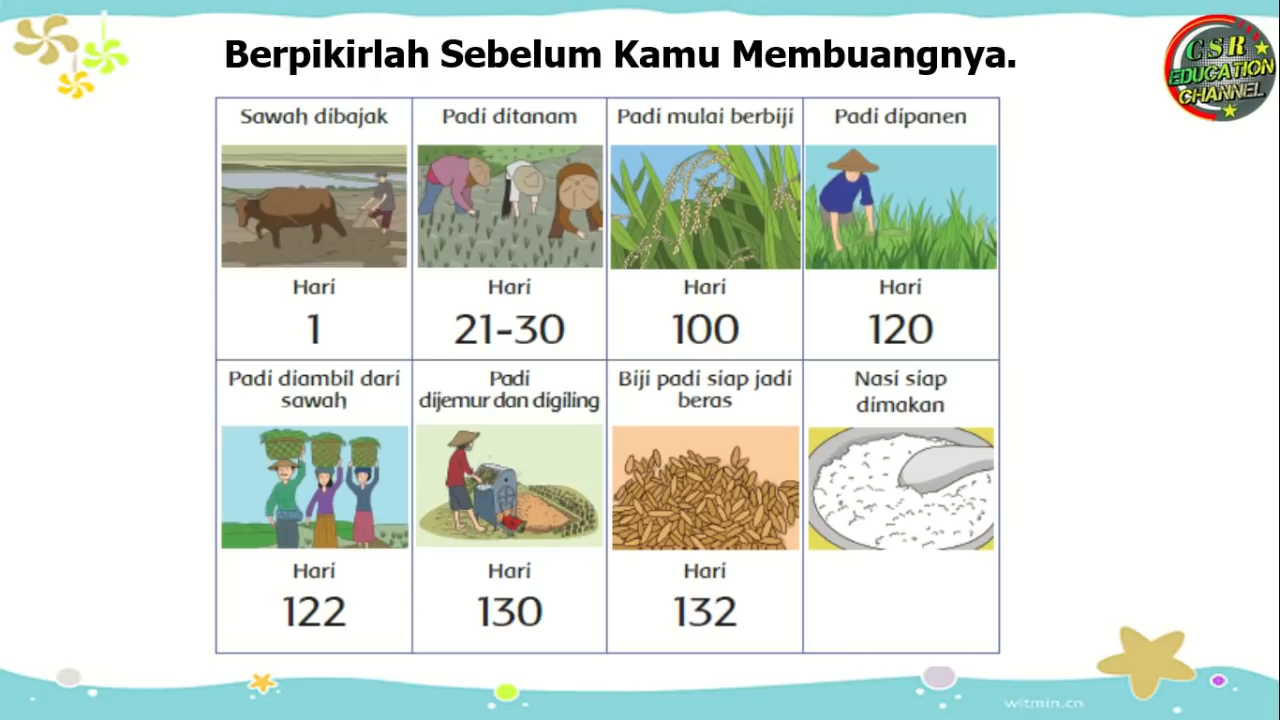 Berpikirlah Sebelum Kamu Membuangnya.
CSR
EDUCATION
CHANNEL
Sawah dibajak
Hari
1
Padi ditanam
Hari
21-30
Padi mulai berbiji
Hari
100
Padi dipanen
Hari
120
Padi diambil dari
sawah
Hari
122
Padi
dijemur dan digiling
Hari
130
Biji padi siap jadi
beras
Hari
132
Nasi siap
dimakan
witmin.cn